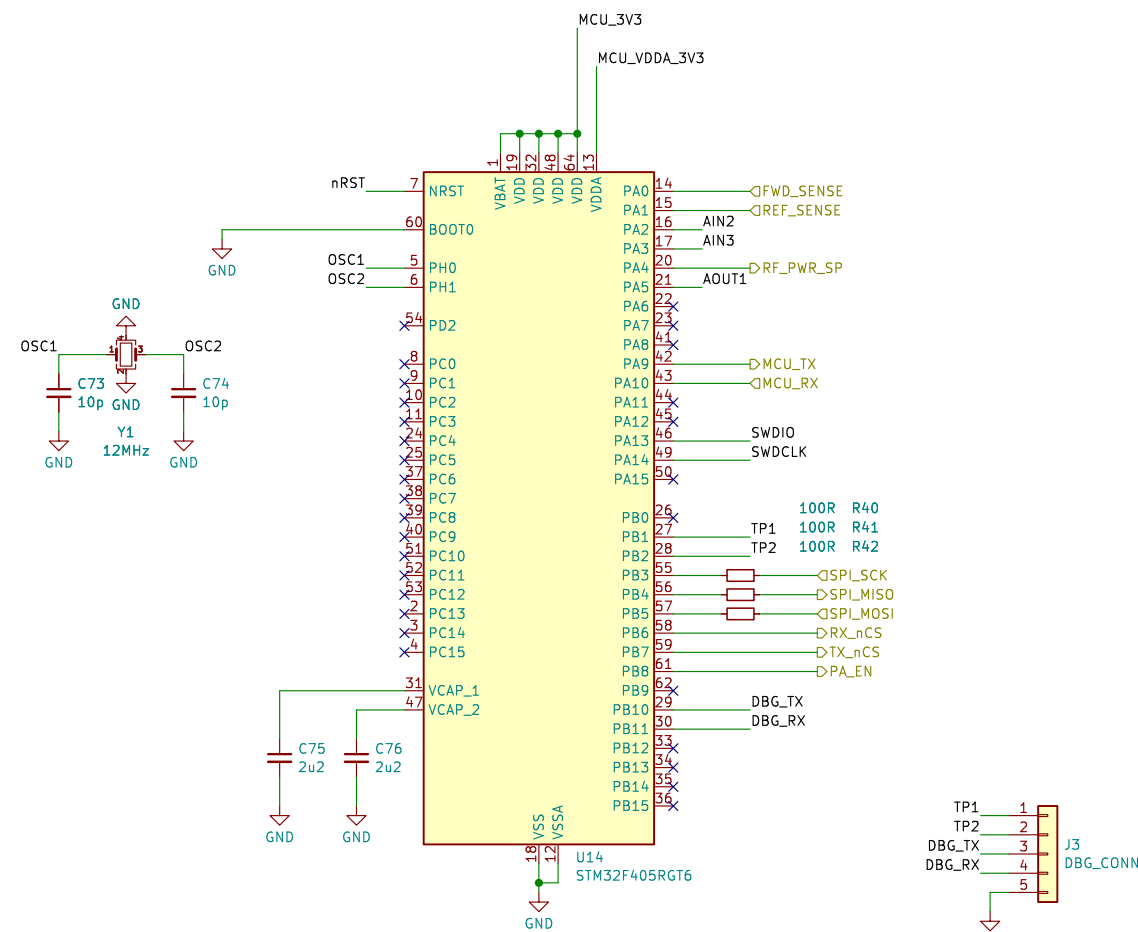 MCU_3V3
MCU_VDDA_3V3
1 19 32 48 64 13
VBAT VDD VDD VDD VDD VDDA
nRST 7 NRST
60 BOOT0
GND
OSC1 5 PH0
OSC2 6 PH1
54 PD2
8 PC0
9 PC1
10 PC2
11 PC3
24 PC4
25 PC5
37 PC6
38 PC7
39 PC8
40 PC9
51 PC10
52 PC11
53 PC12
2 PC13
3 PC14
4 PC15
31 VCAP_1
47 VCAP_2
PA0 14 FWD_SENSE
PA1 15 REF_SENSE
PA2 16 AIN2
PA3 17 AIN3
PA4 20 RF_PWR_SP
PA5 21 AOUT1
PA6 22
PA7 23
PA8 41
PA9 42 MCU_TX
PA10 43 MCU_RX
PA11 44
PA12 45
PA13 46 SWDIO
PA14 49 SWDCLK
PA15 50
PB0 26
PB1 27 TP1
PB2 28 TP2
100R R40
100R R41
100R R42
PB3 55 SPI_SCK
PB4 56 SPI_MISO
PB5 57 SPI_MOSI
PB6 58 RX_nCS
PB7 59 TX_nCS
PB8 61 PA_EN
PB9 62
PB10 29 DBG_TX
PB11 30 DBG_RX
PB12 33
PB13 34
PB14 35
PB15 36
GND
OSC1 1 4 3 OSC2
2
C73
10p
GND
C74
10p
Y1
12MHz
GND
GND
C75
2u2
C76
2u2
GND
GND
VSS VSSA
18 12
U14
STM32F405RGT6
GND
TP1 1
TP2 2
DBG_TX 3
DBG_RX 4
5
J3
DBG_CONN